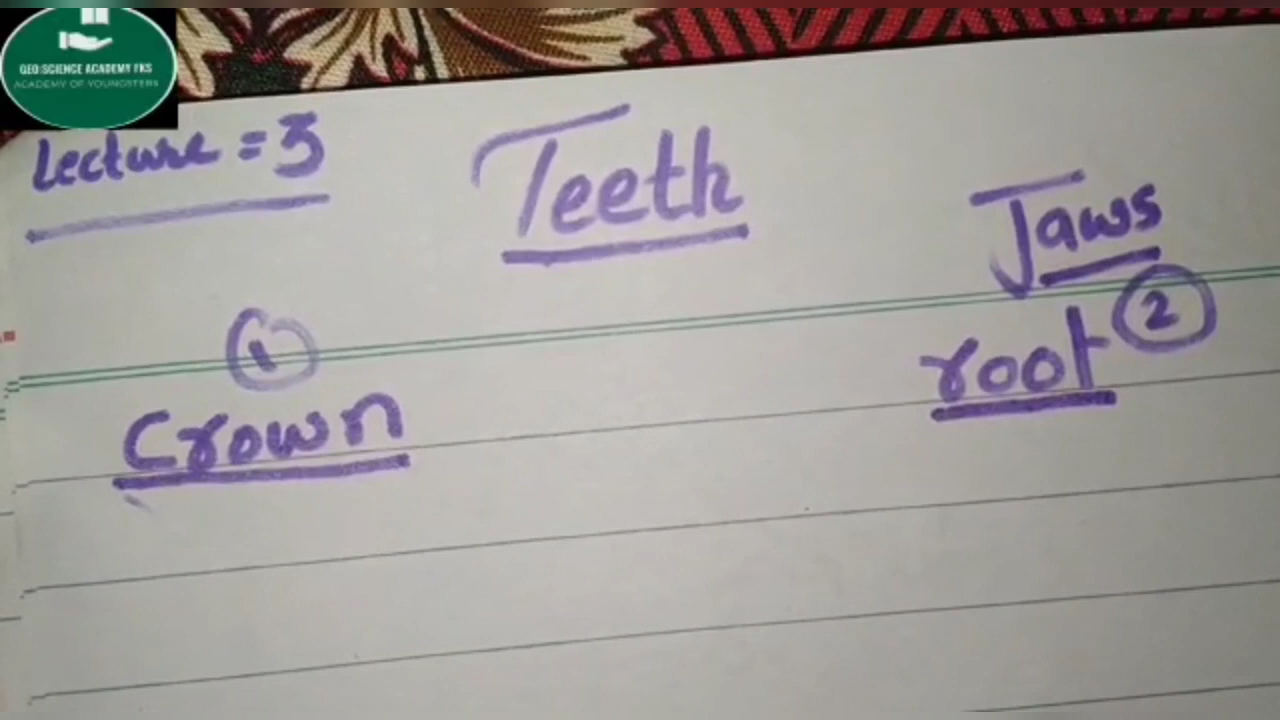 GEO:SCIENCE ACADEMY FKS
ACADEMY OF YOUNGSTERS
Lecture = 3
Teeth
Jaws
1
2
Crown
root